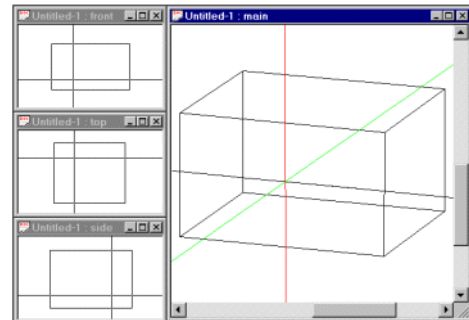 Untitled-1 : front
Untitled-1 : main
Untitled-1 : top
Untitled-1 : side